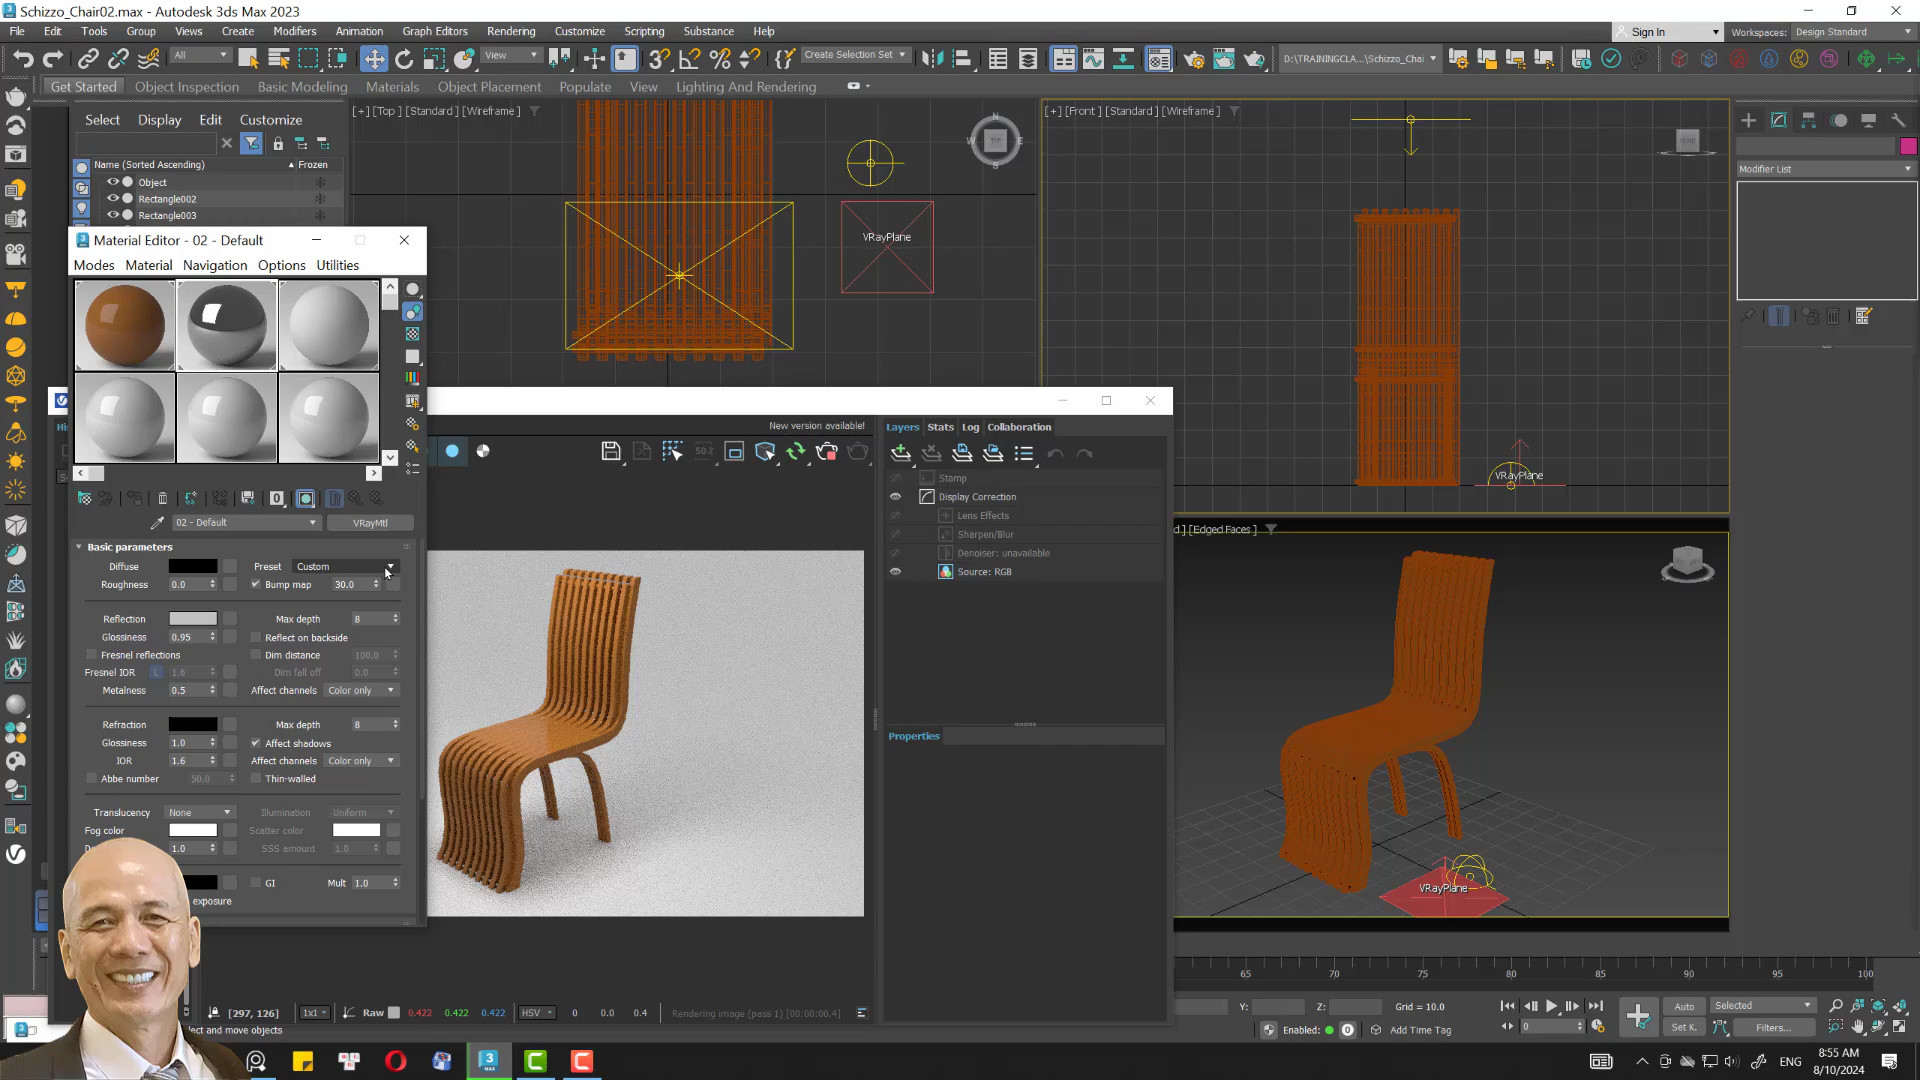 Schizzo_Chair02.max - Autodesk 3ds Max 2023
File Edit Tools Group Views Create Modifiers Animation Graph Editors Rendering Customize Scripting Substance Help
Sign In Workspaces: Design Standard
All View Create Selection Set D:\TRAININGCLA...\Schizzo_Chai
Get Started Object Inspection Basic Modeling Materials Object Placement Populate View Lighting And Rendering
Select Display Edit Customize
[+] [Top] [Standard] [Wireframe]
[+] [Front] [Standard] [Wireframe]
Name (Sorted Ascending) Frozen
Object
Rectangle002
Rectangle003
N W E S TOP
FRONT
Modifier List
VRayPlane
Material Editor - 02 - Default
Modes Material Navigation Options Utilities
New version available!
Layers Stats Log Collaboration
Stamp
Display Correction
Lens Effects
Sharpen/Blur
Denoiser: unavailable
Source: RGB
Properties
VRayPlane
d ] [Edged Faces ]
02 - Default VRayMtl
Basic parameters
Diffuse Preset Custom
Roughness 0.0 Bump map 30.0
Reflection Max depth 8
Glossiness 0.95 Reflect on backside
Fresnel reflections Dim distance 100.0
Fresnel IOR L 1.6 Dim fall off 0.0
Metalness 0.5 Affect channels Color only
Refraction Max depth 8
Glossiness 1.0 Affect shadows
IOR 1.6 Affect channels Color only
Abbe number 50.0 Thin-walled
Translucency None Illumination Uniform
Fog color Scatter color
1.0 SSS amount 1.0
GI Mult 1.0
exposure
VRayPlane
[297, 126] 1x1 Raw 0.422 0.422 0.422 HSV 0 0.0 0.4 Rendering image (pass 1) [00:00:00.4]
65 70 75 80 85 90 95 100
Y: Z: Grid = 10.0
Auto Selected
Set K. Filters...
0
Enabled: Add Time Tag
lect and move objects
ENG
8:55 AM
8/10/2024